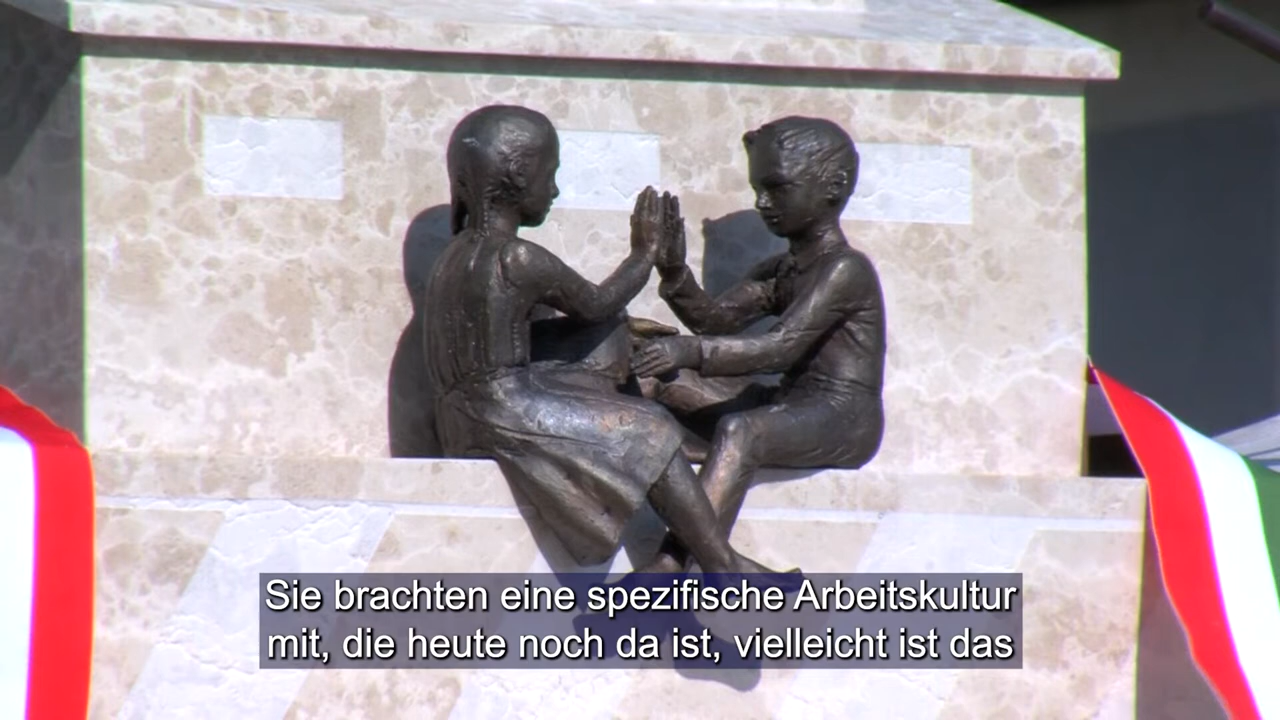 Sie brachten eine spezifische Arbeitskultur
mit, die heute noch da ist, vielleicht ist das